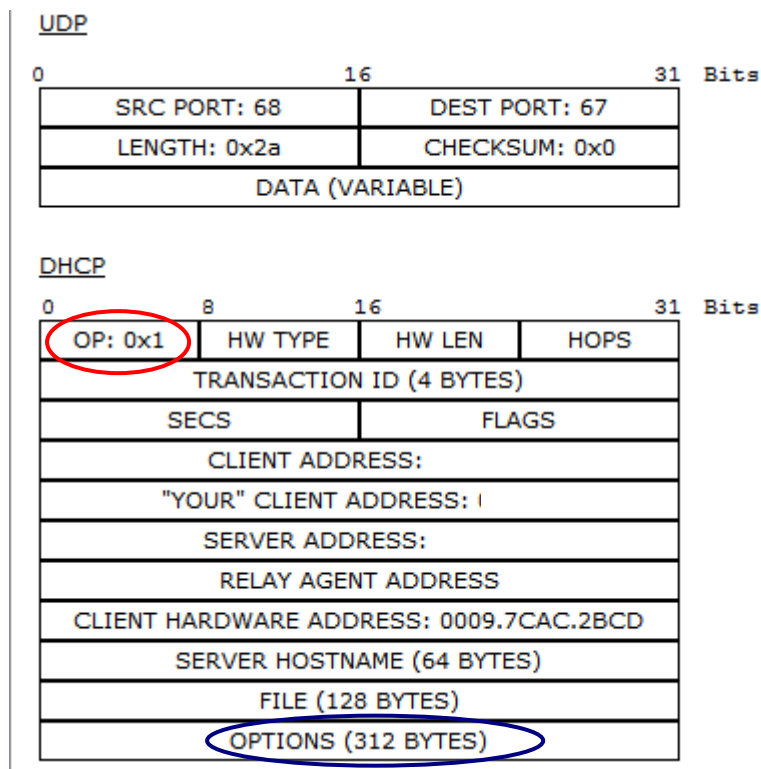 UDP
0 16 31 Bits
SRC PORT: 68 DEST PORT: 67
LENGTH: 0x2a CHECKSUM: 0x0
DATA (VARIABLE)
DHCP
0 8 16 31 Bits
OP: 0x1 HW TYPE HW LEN HOPS
TRANSACTION ID (4 BYTES)
SECS FLAGS
CLIENT ADDRESS:
"YOUR" CLIENT ADDRESS:
SERVER ADDRESS:
RELAY AGENT ADDRESS
CLIENT HARDWARE ADDRESS: 0009.7CAC.2BCD
SERVER HOSTNAME (64 BYTES)
FILE (128 BYTES)
OPTIONS (312 BYTES)